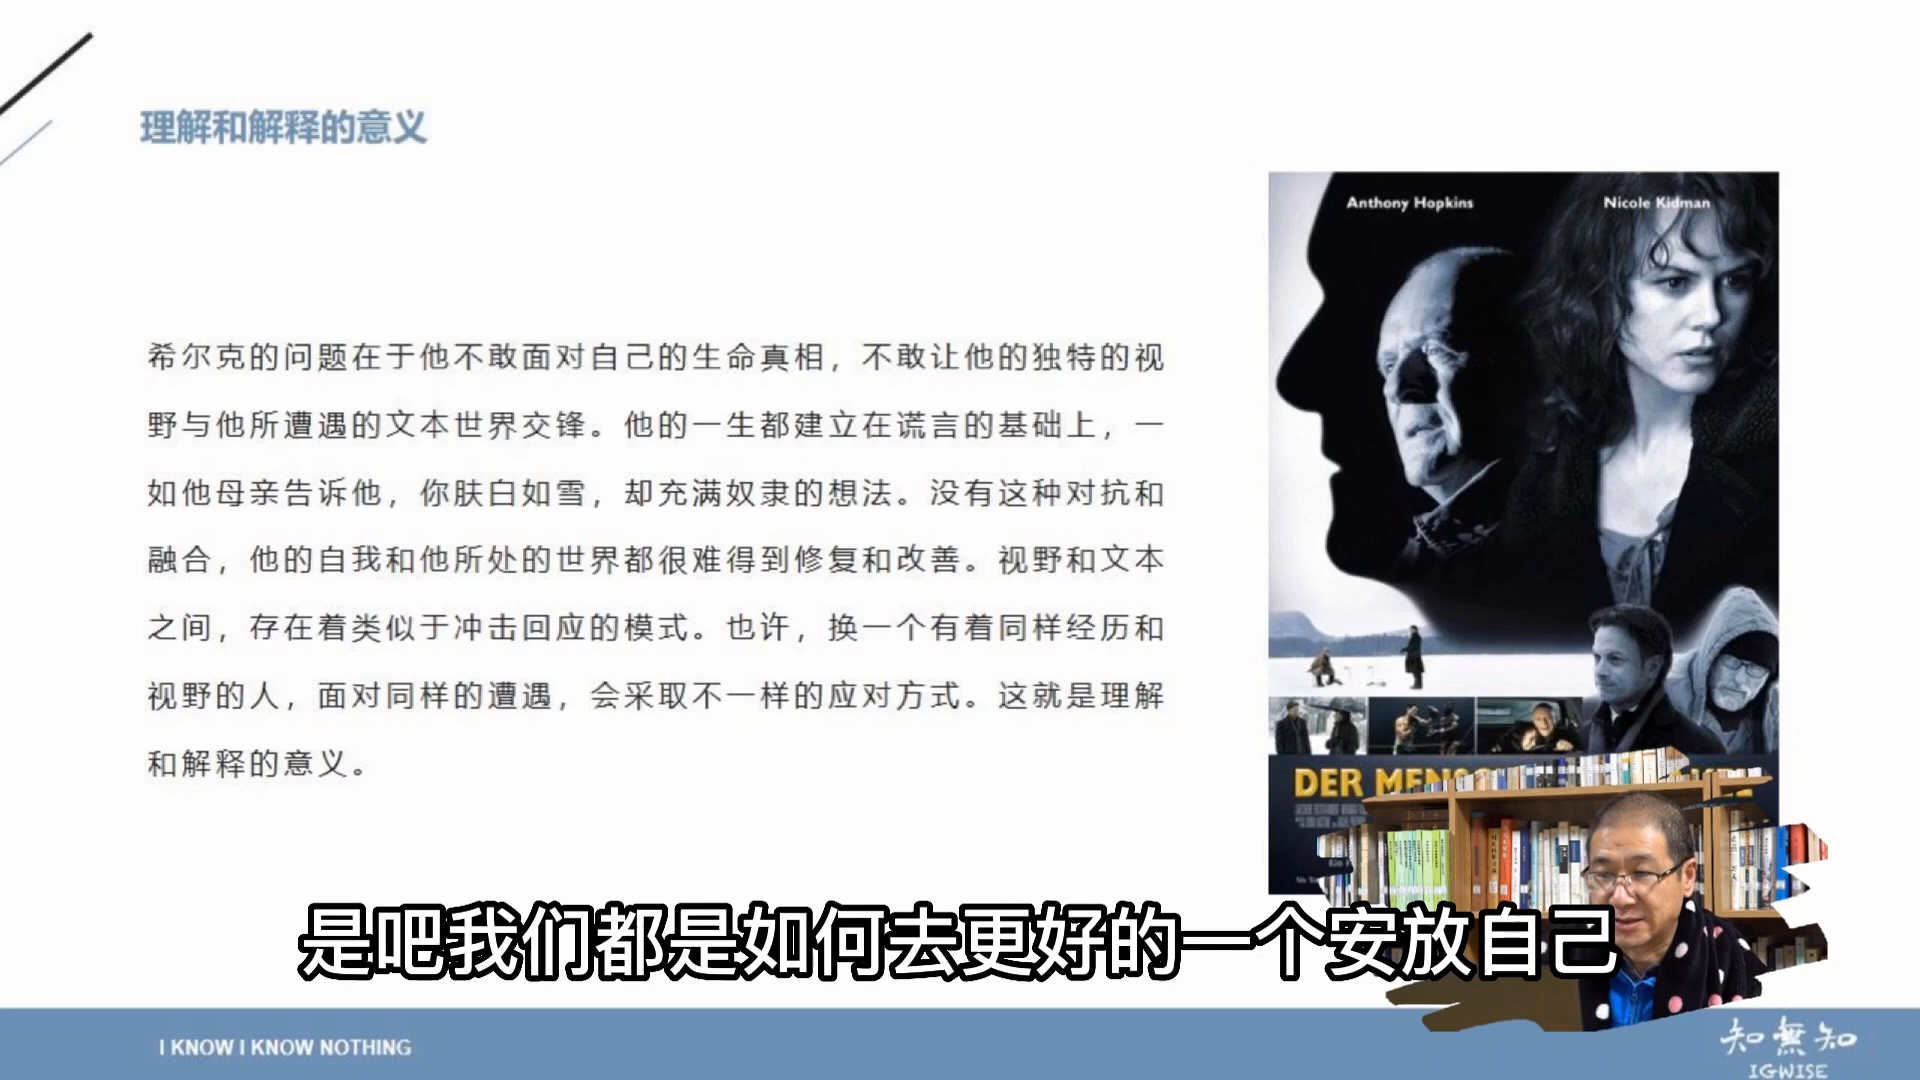 理解和解释的意义
Anthony Hopkins
Nicole Kidman
希尔克的问题在于他不敢面对自己的生命真相，不敢让他的独特的视
野与他所遭遇的文本世界交锋。他的一生都建立在谎言的基础上，一
如他母亲告诉他，你肤白如雪，却充满奴隶的想法。没有这种对抗和
融合，他的自我和他所处的世界都很难得到修复和改善。视野和文本
之间，存在着类似于冲击回应的模式。也许，换一个有着同样经历和
视野的人，面对同样的遭遇，会采取不一样的应对方式。这就是理解
和解释的意义。
DER
是吧我们都是如何去更好的一个安放自己
I KNOW I KNOW NOTHING
知無知
IGWISE